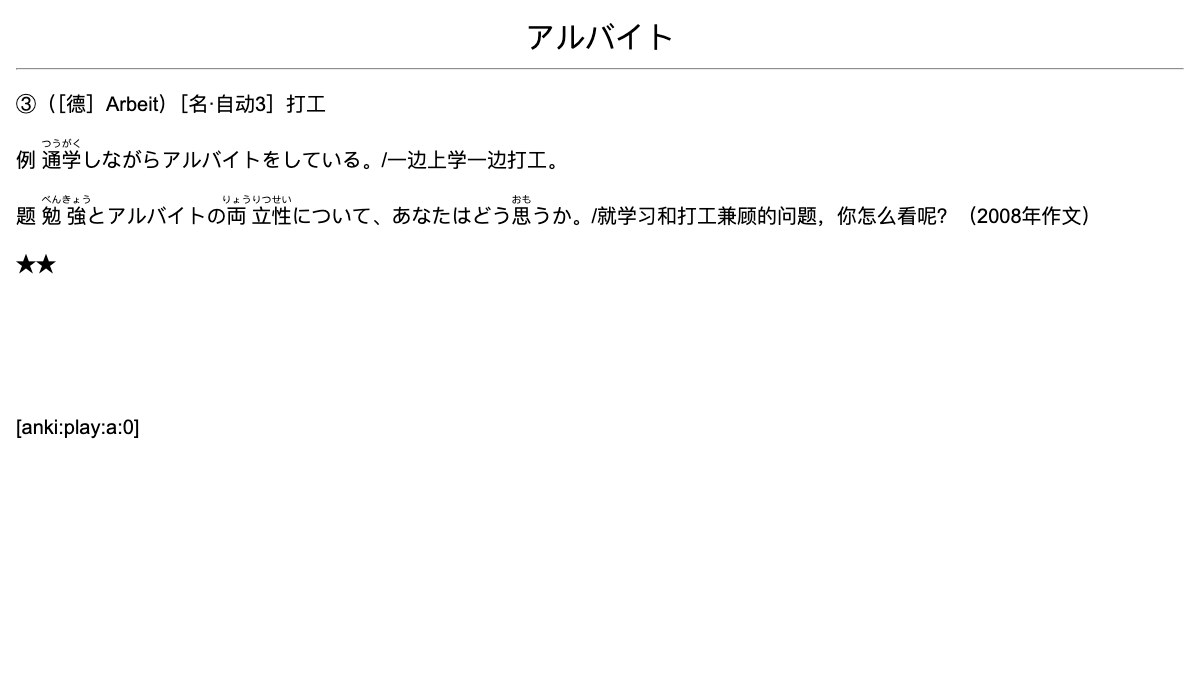 アルバイト
③（［德］Arbeit）［名·自动3］打工
つうがく
例 通学しながらアルバイトをしている。/一边上学一边打工。
べんきょう りょうりつせい おも
题 勉強とアルバイトの両立性について、あなたはどう思うか。/就学习和打工兼顾的问题，你怎么看呢？（2008年作文）
★★
[anki:play:a:0]